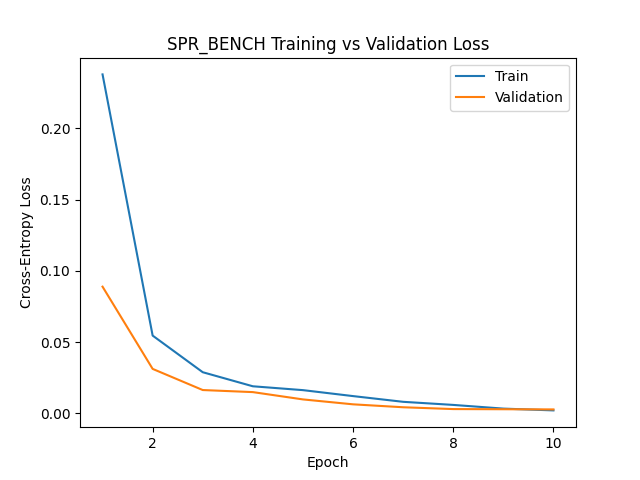 SPR_BENCH Training vs Validation Loss
Train
Validation
Cross-Entropy Loss
0.20
0.15
0.10
0.05
0.00
2 4 6 8 10
Epoch